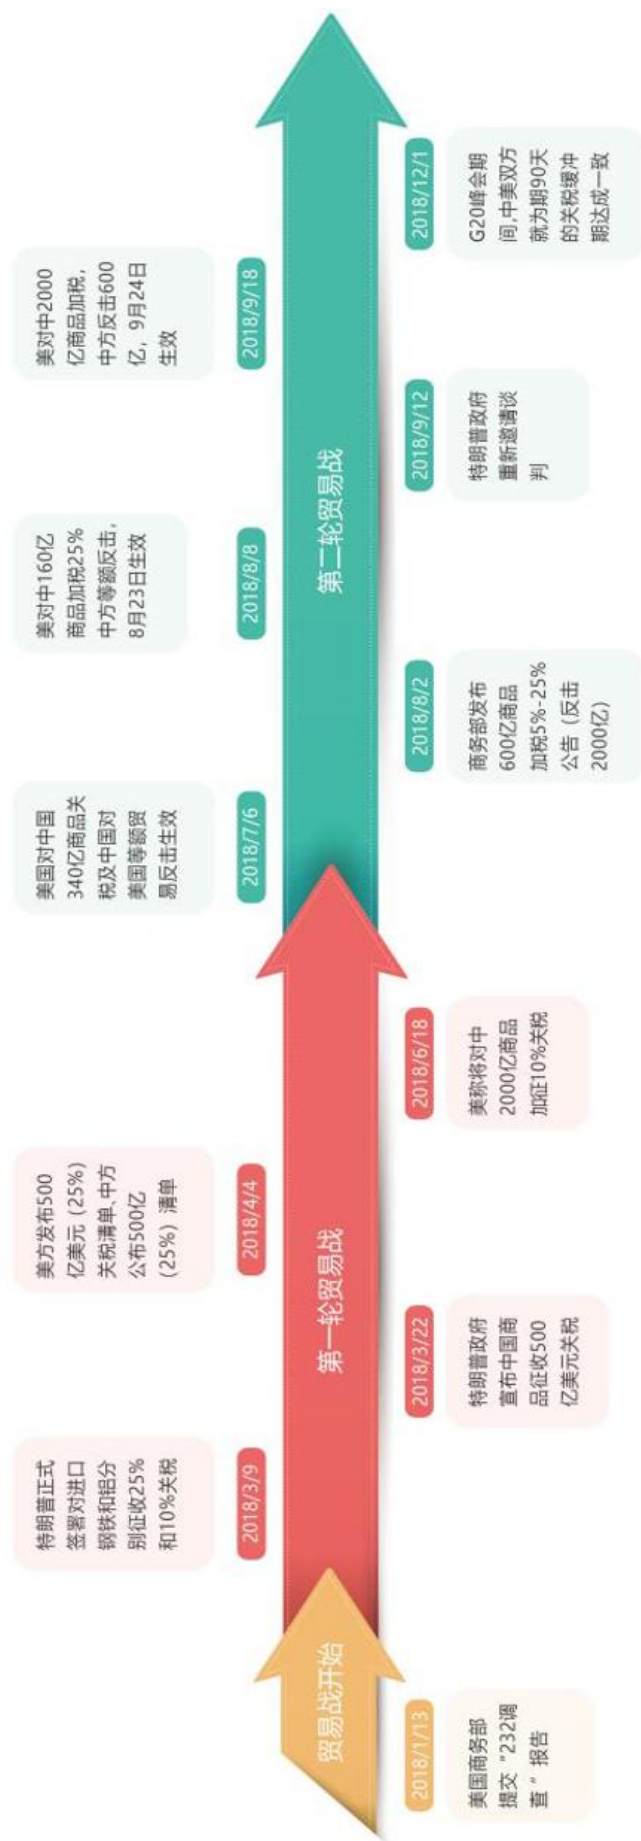 贸易战开始
2018/1/13
美国商务部
提交“232调
查”报告
第一轮贸易战
2018/3/9
特朗普正式
签署对进口
钢铁和铝分
别征收25%
和10%关税
2018/3/22
特朗普政府
宣布中国商
品征收500
亿美元关税
2018/4/4
美方发布500
亿美元（25%）
关税清单、中方
公布500亿
（25%）清单
2018/6/18
美称将对中
2000亿商品
加征10%关税
第二轮贸易战
2018/7/6
美国对中国
340亿商品关
税及中国对
美国等额贸
易反击生效
2018/8/2
商务部发布
600亿商品
加税5%-25%
公告（反击
2000亿）
2018/8/8
美对中160亿
商品加税25%
中方等额反击，
8月23日生效
2018/9/12
特朗普政府
重新邀请谈
判
2018/9/18
美对中2000
亿商品加税，
中方反击600
亿，9月24日
生效
2018/12/1
G20峰会期
间,中美双方
就为期90天
的关税缓冲
期达成一致